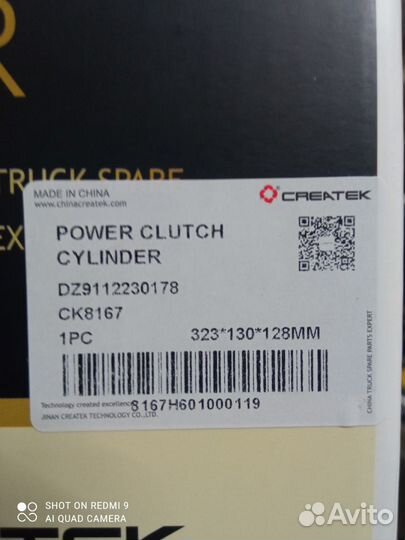 R
TRUCK SPARE
EX
MADE IN CHINA
www.chinacreatek.com
CREATEK
POWER CLUTCH
CYLINDER
DZ9112230178
CK8167
1PC 323*130*128MM
CHINA TRUCK SPARE PARTS EXPERT
Technology created excellence
JINAN CREATEK TECHNOLOGY CO.,LTD.
8167H601000119
SHOT ON REDMI 9
AI QUAD CAMERA
ATEK
Avito